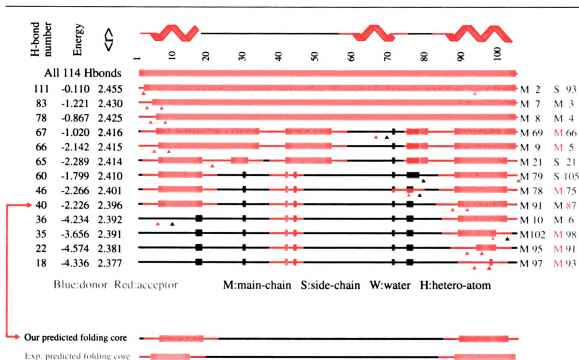 H-bond number Energy <r>
1 10 20 30 40 50 60 70 80 90 100
All 114 Hbonds
111 -0.110 2.455 M 2 S 93
83 -1.221 2.430 M 7 M 3
78 -0.867 2.425 M 8 M 4
67 -1.020 2.416 M 69 M 66
66 -2.142 2.415 M 9 M 5
65 -2.289 2.414 M 21 S 21
60 -1.799 2.410 M 79 S 105
46 -2.266 2.401 M 78 M 75
40 -2.226 2.396 M 91 M 87
36 -4.234 2.392 M 10 M 6
35 -3.656 2.391 M102 M 98
22 -4.574 2.381 M 95 M 91
18 -4.336 2.377 M 97 M 93
Blue:donor Red:acceptor M:main-chain S:side-chain W:water H:hetero-atom
Our predicted folding core
Exp. predicted folding core